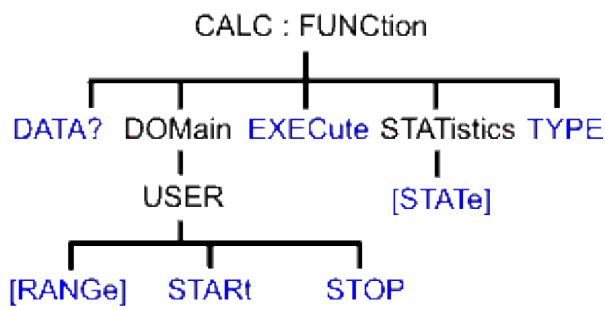 CALC : FUNCtion
DATA? DOMain EXECute STATistics TYPE
USER [STATe]
[RANGe] STARt STOP